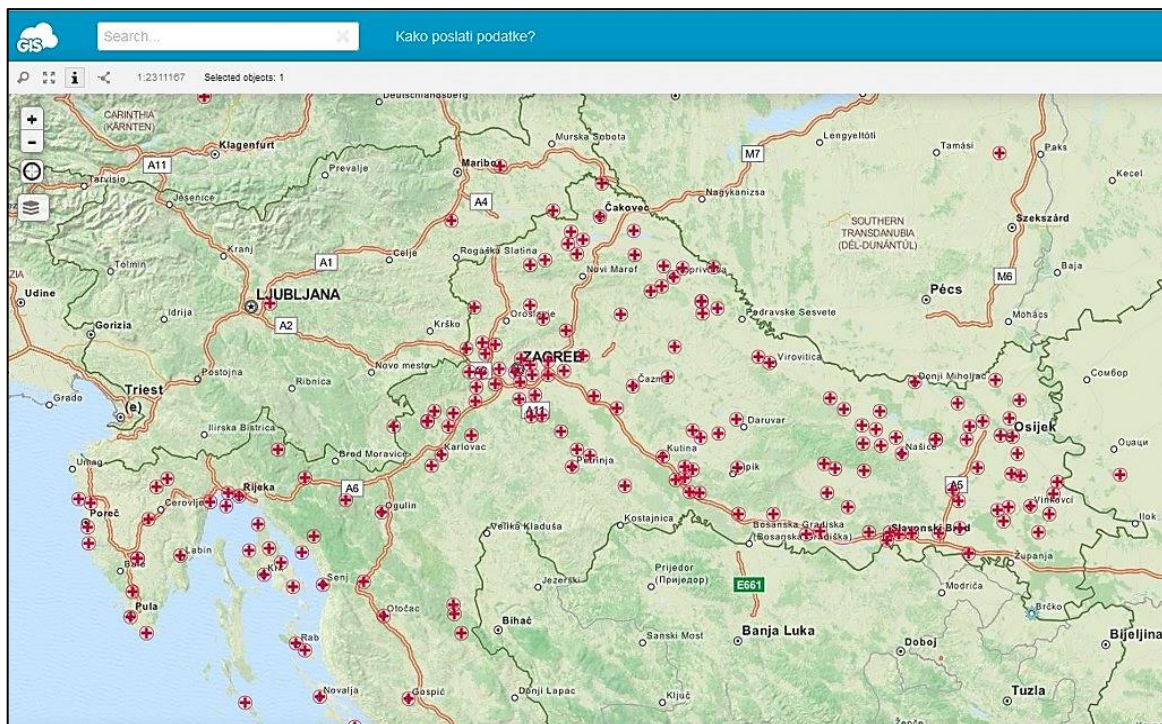 GIS
Search...
Kako poslati podatke?
1:2311167
Selected objects: 1
CARINTHIA
(KÄRNTEN)
Deutschlandsberg
Klagenfurt
A11
Tarvisio
Jesenice
Prevalje
Maribor
Murska Sobota
A4
M7
Lengyeltóti
Tamási
Paks
Kecel
Nagykanizsa
Čakovec
Szekszárd
SOUTHERN
TRANSDANUBIA
(DÉL-DUNÁNTÚL)
Kranj
Tolmin
Celje
Rogaška Slatina
A1
Novi Marof
M6
Baja
Udine
Idrija
LJUBLJANA
Pécs
Mohács
Gorizia
A2
Krško
Oroslavje
Podravske Sesvete
Postojna
Novo mesto
ZAGREB
Virovitica
Ribnica
Čazma
Donji Miholjac
Сомбор
Grado
Triest
(e)
A11
Ilirska Bistrica
Daruvar
Osijek
Оџаци
Umag
Brod Moravice
Karlovac
Petrinja
Kutina
Našice
Rijeka
A6
A5
Poreč
Cerovlje
Ogulin
Vinkovci
Ilok
Velika Kladuša
Kostajnica
Bosanska Gradiska
(Bosanska Gradiška)
Slavonski Brod
Labin
Bale
Krk
Županja
Senj
Jezerski
Prijedor
(Приједор)
E661
Modriča
Brčko
Pula
Otočac
Bihać
Sanski Most
Banja Luka
Doboj
Bijeljina
Rab
Novalja
Gospić
Donji Lapac
Ključ
Tuzla